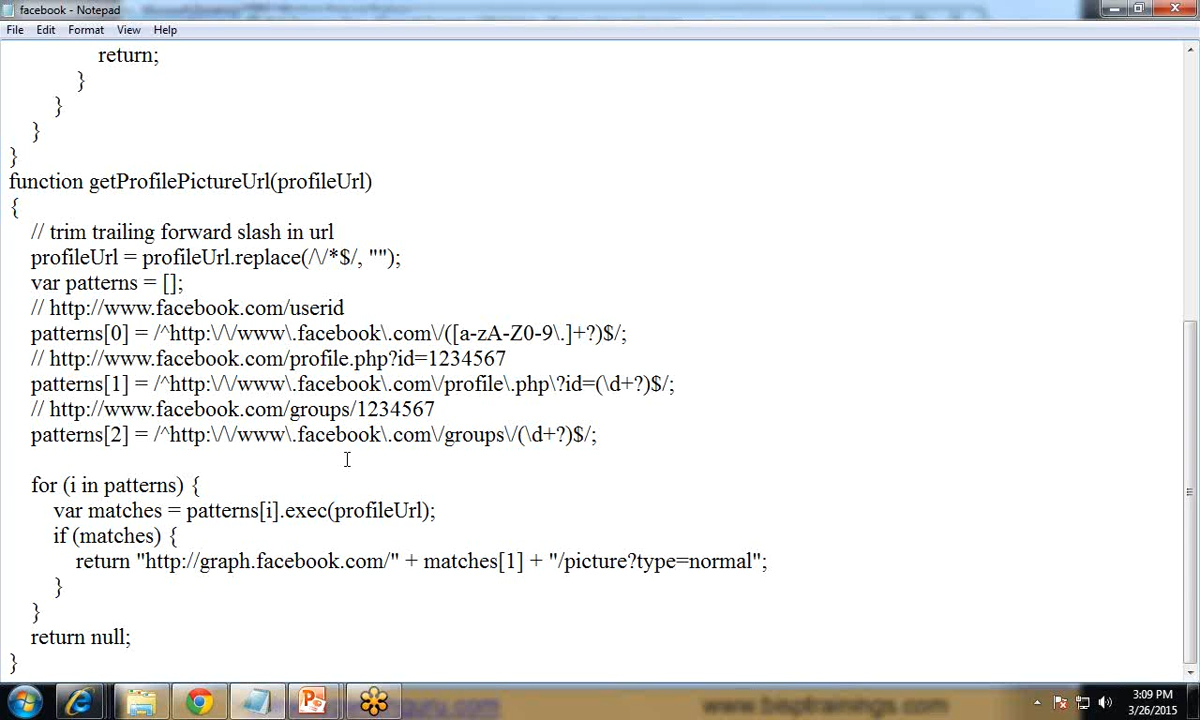 facebook - Notepad
File Edit Format View Help
return;
}
}
}
}
function getProfilePictureUrl(profileUrl)
{
// trim trailing forward slash in url
profileUrl = profileUrl.replace(/\/*$/, "");
var patterns = [];
// http://www.facebook.com/userid
patterns[0] = /^http:\/\/www\.facebook\.com\/([a-zA-Z0-9\.]+?)$/;
// http://www.facebook.com/profile.php?id=1234567
patterns[1] = /^http:\/\/www\.facebook\.com\/profile\.php\?id=(\d+?)$/;
// http://www.facebook.com/groups/1234567
patterns[2] = /^http:\/\/www\.facebook\.com\/groups\/(\d+?)$/;
for (i in patterns) {
var matches = patterns[i].exec(profileUrl);
if (matches) {
return "http://graph.facebook.com/" + matches[1] + "/picture?type=normal";
}
}
return null;
}
www.bisptrainings.com
3:09 PM
3/26/2015